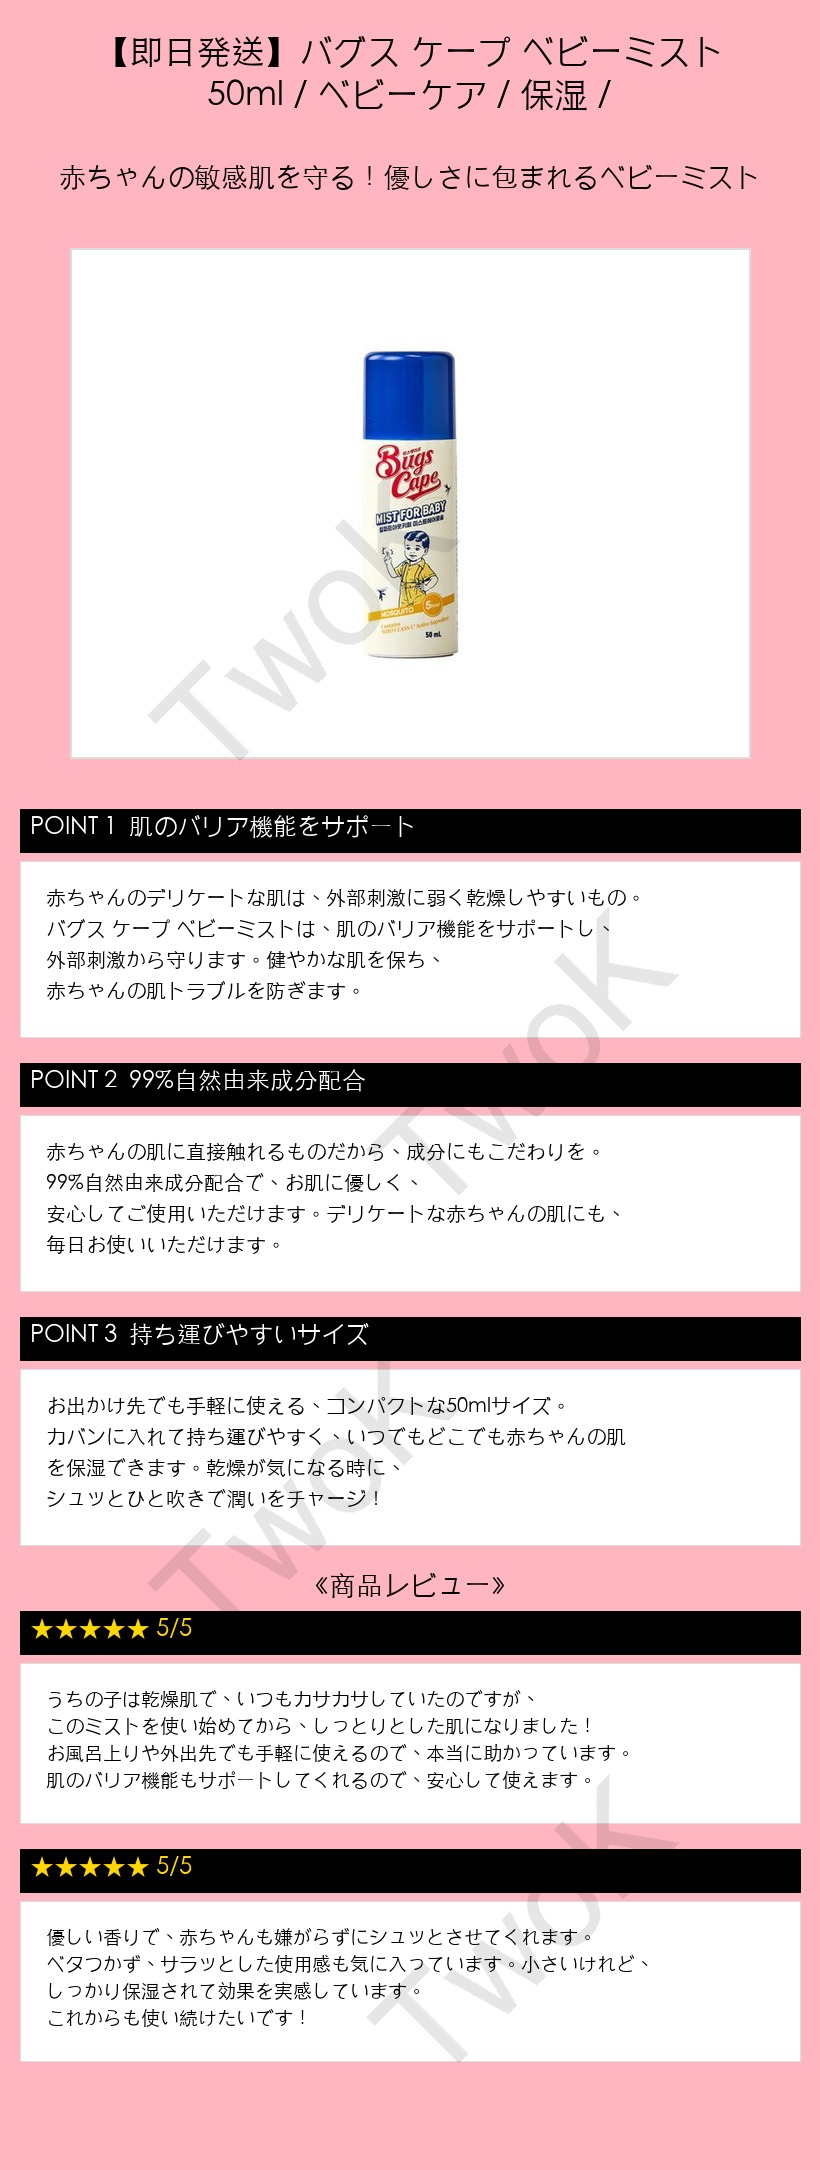 【即日発送】バグス ケープ ベビーミスト
50ml / ベビーケア / 保湿 /
赤ちゃんの敏感肌を守る！優しさに包まれるベビーミスト
Bugs
Cape
MIST FOR BABY
MOSQUITO
5hour
Contains
"WHO CLASS U" Active Ingredient
50 mL
TwoK
POINT 1 肌のバリア機能をサポート
赤ちゃんのデリケートな肌は、外部刺激に弱く乾燥しやすいもの。
バグス ケープ ベビーミストは、肌のバリア機能をサポートし、
外部刺激から守ります。健やかな肌を保ち、
赤ちゃんの肌トラブルを防ぎます。
TwoK
POINT 2 99%自然由来成分配合
赤ちゃんの肌に直接触れるものだから、成分にもこだわりを。
99%自然由来成分配合で、お肌に優しく、
安心してご使用いただけます。デリケートな赤ちゃんの肌にも、
毎日お使いいただけます。
POINT 3 持ち運びやすいサイズ
お出かけ先でも手軽に使える、コンパクトな50mlサイズ。
カバンに入れて持ち運びやすく、いつでもどこでも赤ちゃんの肌
を保湿できます。乾燥が気になる時に、
シュッとひと吹きで潤いをチャージ！
TwoK
《商品レビュー》
★★★★★ 5/5
うちの子は乾燥肌で、いつもカサカサしていたのですが、
このミストを使い始めてから、しっとりとした肌になりました！
お風呂上りや外出先でも手軽に使えるので、本当に助かっています。
肌のバリア機能もサポートしてくれるので、安心して使えます。
★★★★★ 5/5
優しい香りで、赤ちゃんも嫌がらずにシュッとさせてくれます。
ベタつかず、サラッとした使用感も気に入っています。小さいけれど、
しっかり保湿されて効果を実感しています。
これからも使い続けたいです！
TwoK